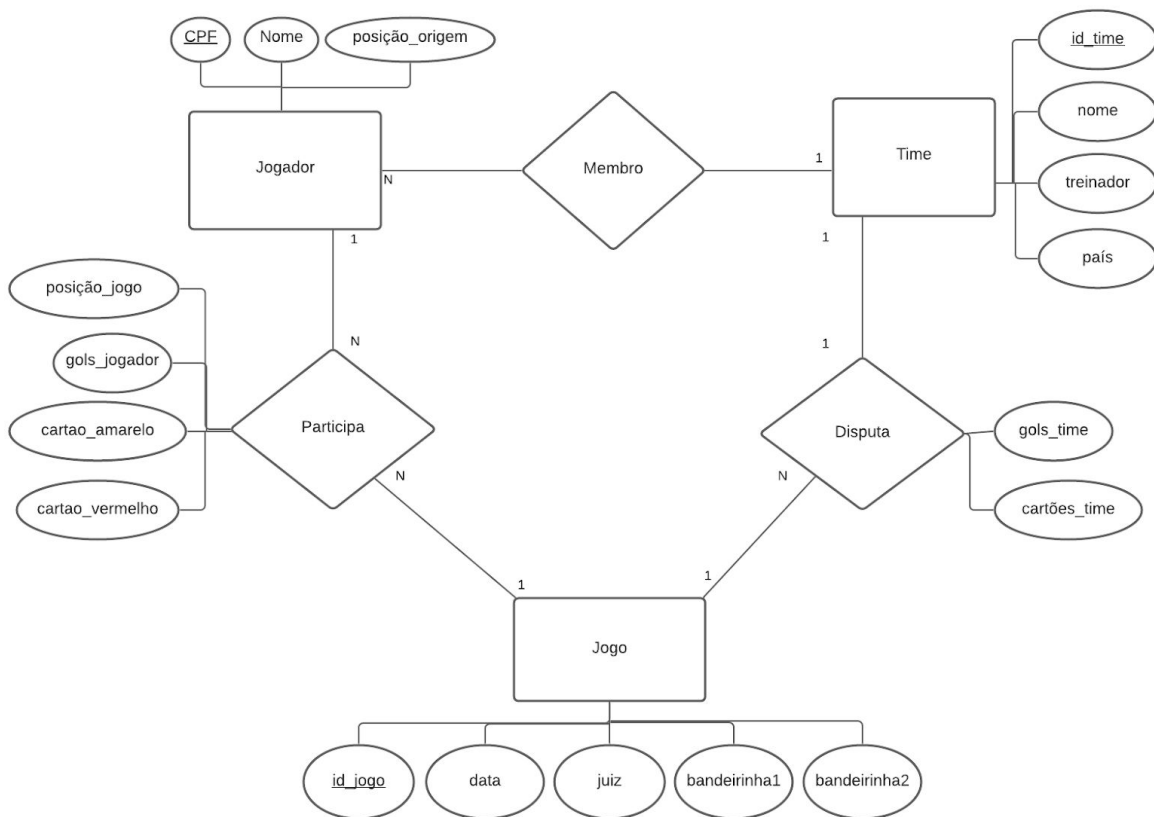 CPF
Nome
posição_origem
id_time
nome
treinador
país
Jogador
Membro
Time
N
1
1
1
posição_jogo
gols_jogador
cartao_amarelo
cartao_vermelho
N
1
Participa
Disputa
gols_time
cartões_time
N
N
1
1
Jogo
id_jogo
data
juiz
bandeirinha1
bandeirinha2